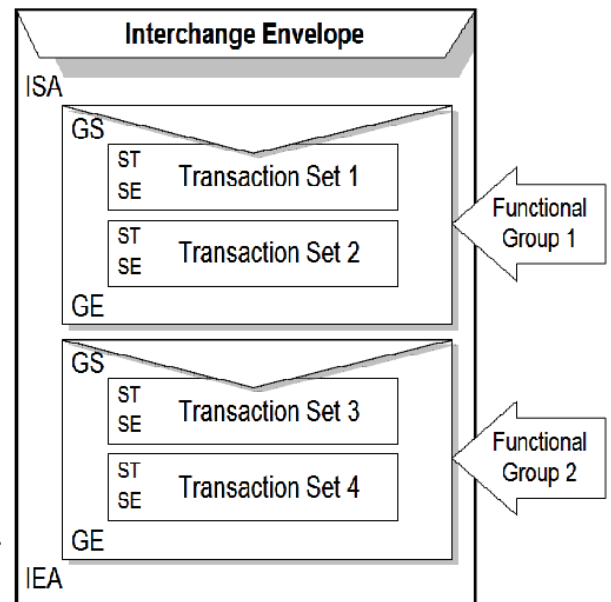 Interchange Envelope
ISA
GS
ST
SE
Transaction Set 1
ST
SE
Transaction Set 2
GE
Functional
Group 1
GS
ST
SE
Transaction Set 3
ST
SE
Transaction Set 4
GE
Functional
Group 2
IEA